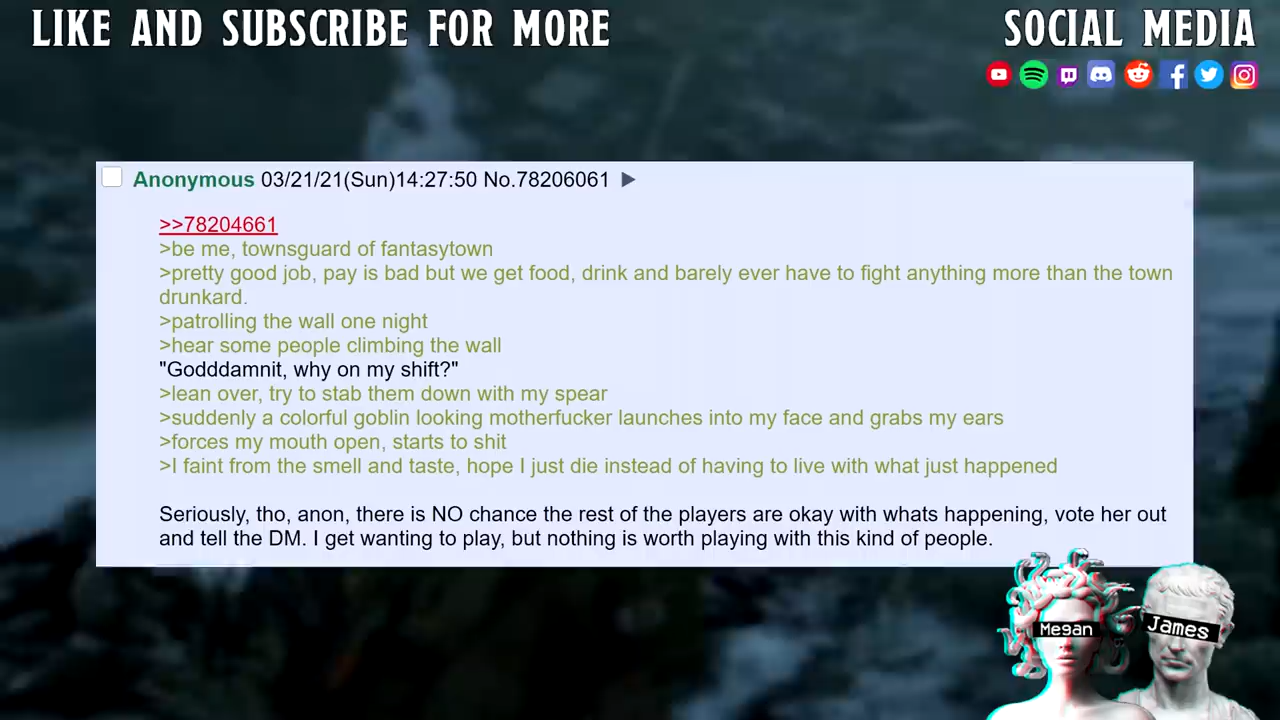 LIKE AND SUBSCRIBE FOR MORE
SOCIAL MEDIA
Anonymous 03/21/21(Sun)14:27:50 No.78206061 ▶
>>78204661
>be me, townsguard of fantasytown
>pretty good job, pay is bad but we get food, drink and barely ever have to fight anything more than the town
drunkard.
>patrolling the wall one night
>hear some people climbing the wall
"Godddamnit, why on my shift?"
>lean over, try to stab them down with my spear
>suddenly a colorful goblin looking motherfucker launches into my face and grabs my ears
>forces my mouth open, starts to shit
>I faint from the smell and taste, hope I just die instead of having to live with what just happened
Seriously, tho, anon, there is NO chance the rest of the players are okay with whats happening, vote her out
and tell the DM. I get wanting to play, but nothing is worth playing with this kind of people.
Megan
James